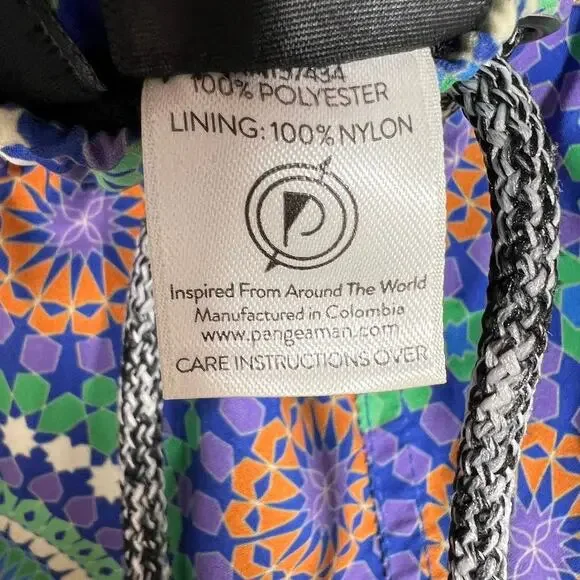 100% POLYESTER
LINING: 100% NYLON
P
Inspired From Around The World
Manufactured in Colombia
www.pangeaman.com
CARE INSTRUCTIONS OVER